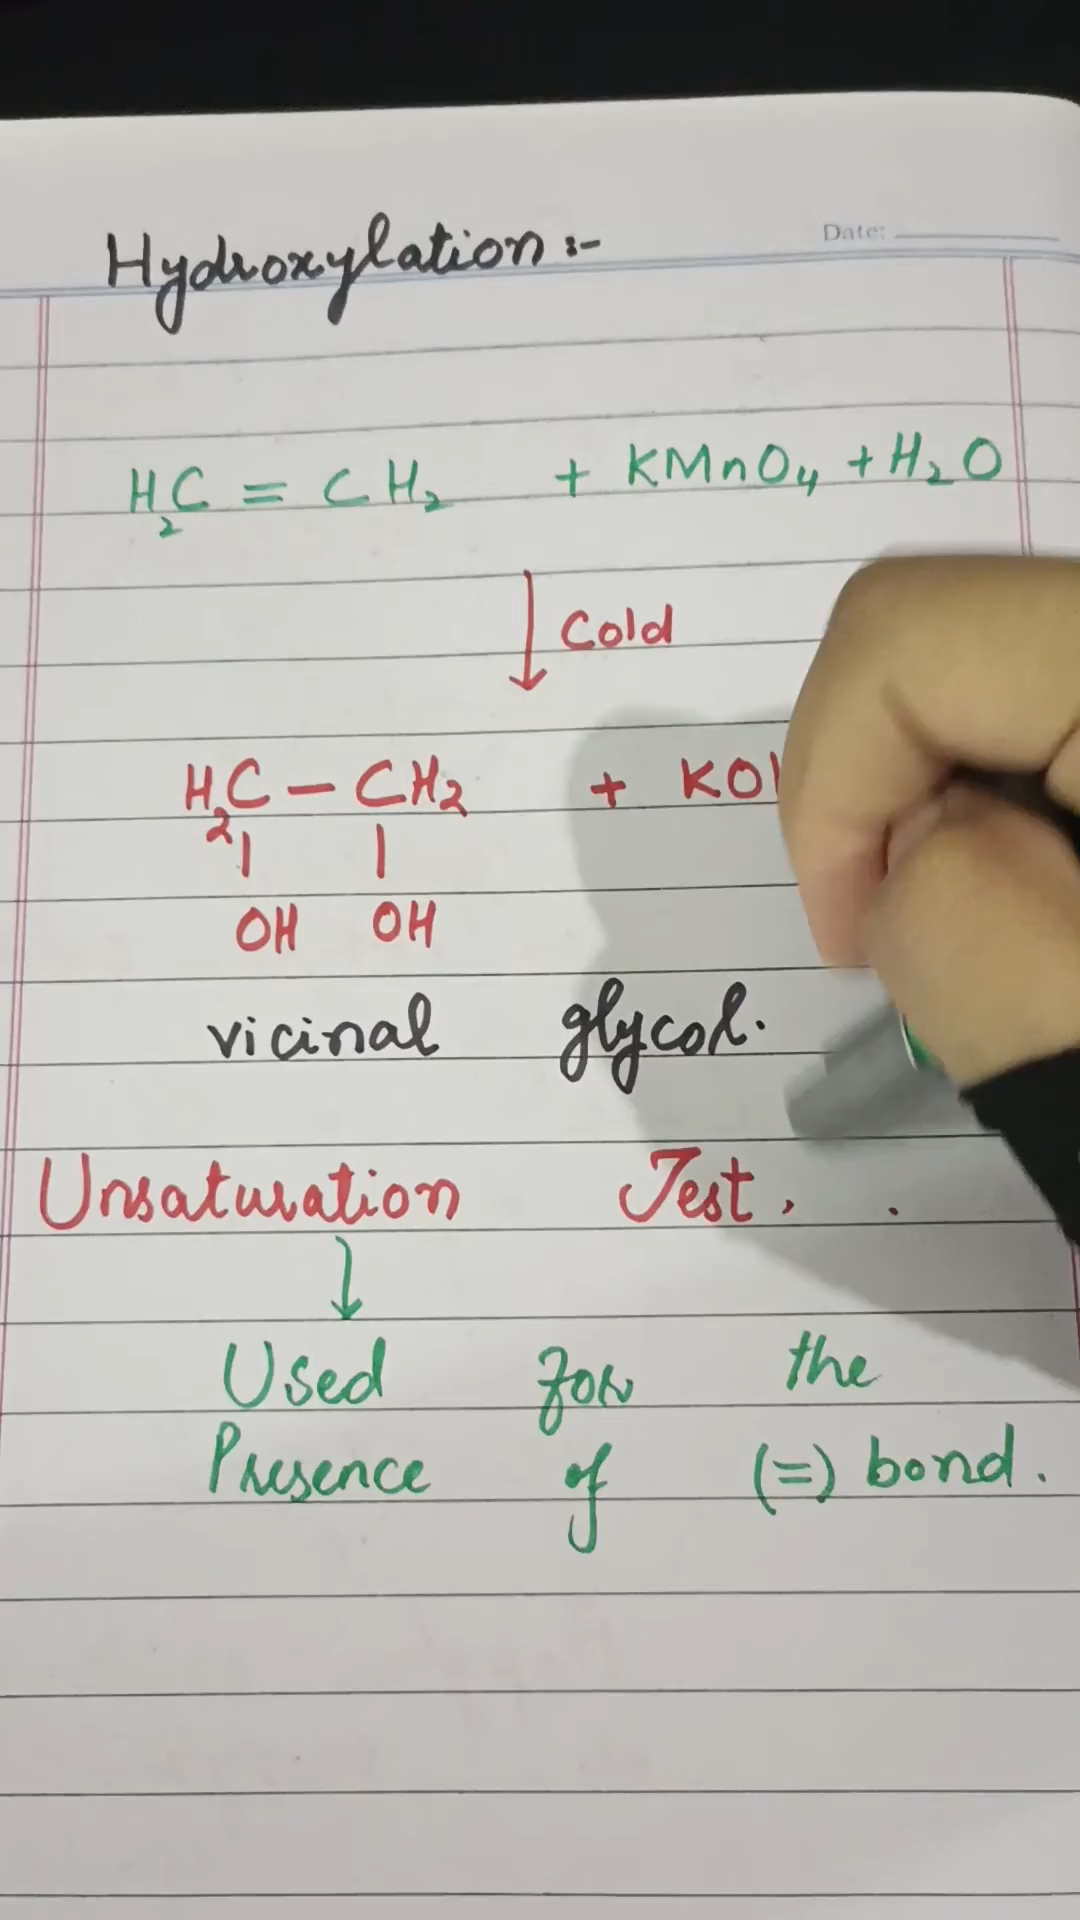 Date:
Hydroxylation :-
H₂C = CH₂ + KMnO₄ + H₂O
Cold
H₂C - CH₂ + KO
OH OH
vicinal glycol.
Unsaturation Test, .
Used for the
Presence of (=) bond.